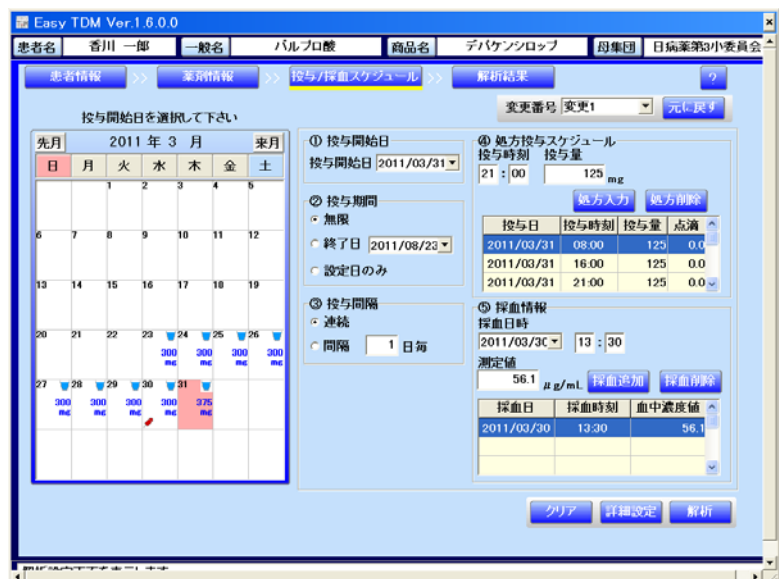 Easy TDM Ver.1.6.0.0
患者名 香川 一郎 一般名 バルプロ酸 商品名 デパケンシロップ 母集団 日病薬第3小委員会
患者情報 >> 薬剤情報 >> 投与/採血スケジュール >> 解析結果 ?
変更番号 変更1 元に戻す
投与開始日を選択して下さい
先月 2011 年 3 月 来月
日 月 火 水 木 金 土
1 2 3 4 5
6 7 8 9 10 11 12
13 14 15 16 17 18 19
20 21 22 23 24 25 26
300 mg 300 mg 300 mg 300 mg
27 28 29 30 31
300 mg 300 mg 300 mg 300 mg 375 mg
① 投与開始日
投与開始日 2011/03/31
② 投与期間
無限
終了日 2011/08/23
設定日のみ
③ 投与間隔
連続
間隔 1 日毎
④ 処方投与スケジュール
投与時刻 投与量
21 : 00 125 mg
処方入力 処方削除
投与日 投与時刻 投与量 点滴
2011/03/31 08:00 125 0.0
2011/03/31 16:00 125 0.0
2011/03/31 21:00 125 0.0
⑤ 採血情報
採血日時
2011/03/30 13 : 30
測定値
56.1 μg/mL 採血追加 採血削除
採血日 採血時刻 血中濃度値
2011/03/30 13:30 56.1
クリア 詳細設定 解析